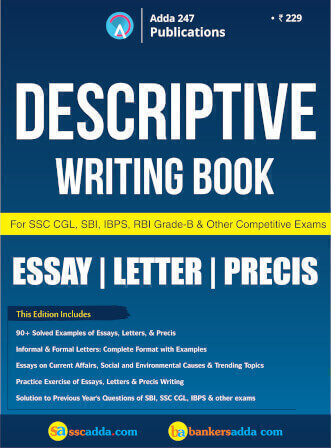 Adda 247
Publications
• ₹ 229
DESCRIPTIVE
WRITING BOOK
For SSC CGL, SBI, IBPS, RBI Grade-B & Other Competitive Exams
ESSAY | LETTER | PRECIS
This Edition Includes
90+ Solved Examples of Essays, Letters, & Precis
Informal & Formal Letters: Complete Format with Examples
Essays on Current Affairs, Social and Environmental Causes & Trending Topics
Practice Exercise of Essays, Letters & Precis Writing
Solution to Previous Year's Questions of SBI, SSC CGL, IBPS & other exams
sa sscadda.com
ba bankersadda.com